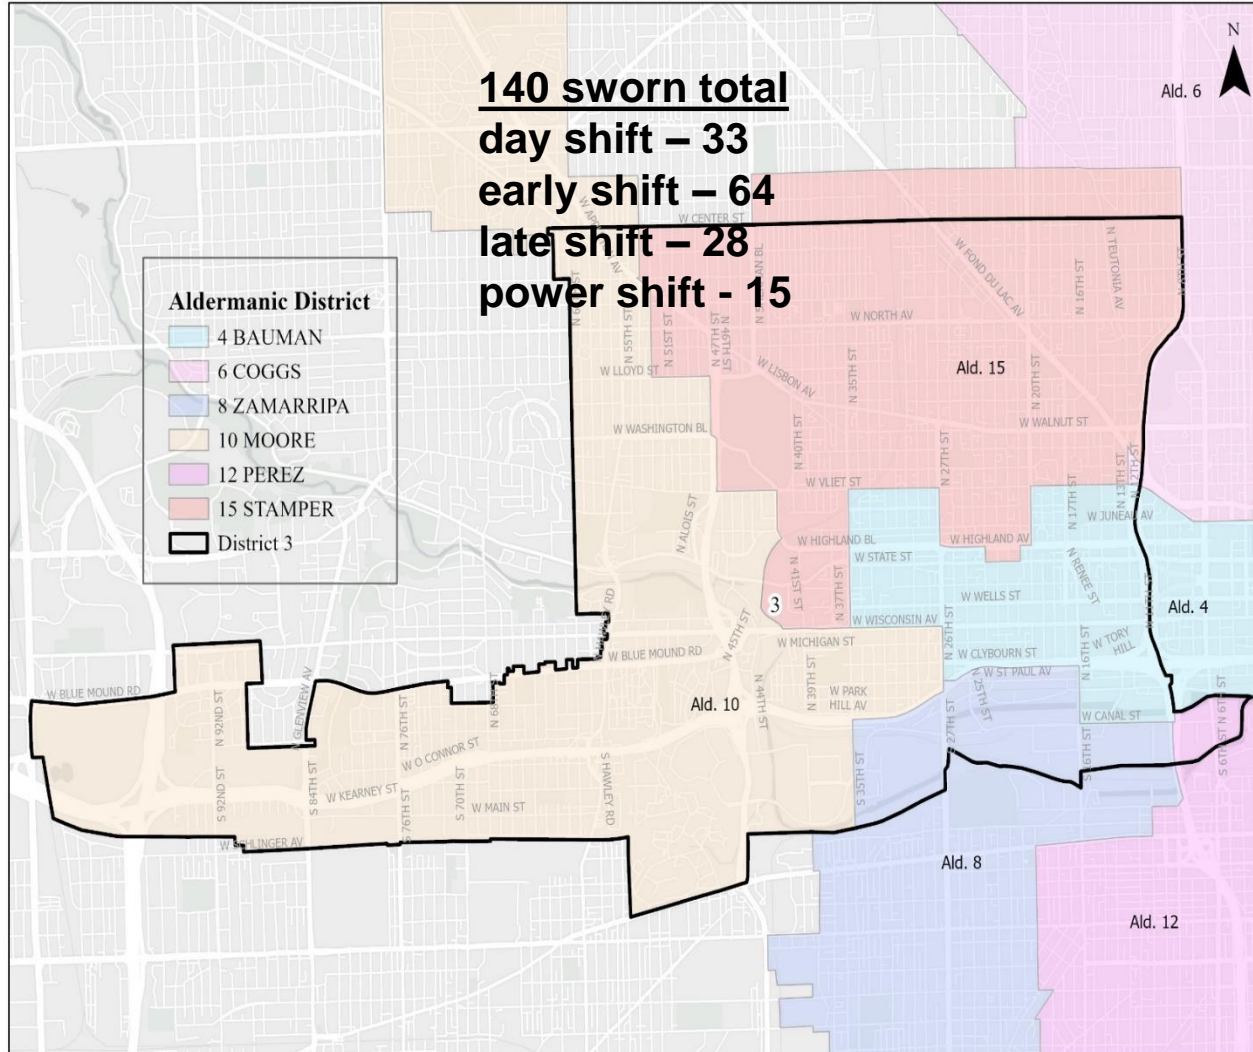 N
Ald. 6
140 sworn total
day shift – 33
early shift – 64
late shift – 28
power shift - 15
W CENTER ST
W FOND DU LAC AV
N TEUTONIA AV
N 16TH ST
Aldermanic District
4 BAUMAN
6 COGGS
8 ZAMARRIPA
10 MOORE
12 PEREZ
15 STAMPER
District 3
N 55TH ST
N 51ST ST
N 47TH ST
N 46TH ST
W NORTH AV
N 35TH ST
W LISBON AV
W LLOYD ST
Ald. 15
N 20TH ST
W WASHINGTON BL
N 40TH ST
W WALNUT ST
N 27TH ST
W VLIET ST
N 13TH ST
N 12TH ST
N 17TH ST
N ALOIS ST
W JUNEAU AV
W HIGHLAND BL
W HIGHLAND AV
W STATE ST
N 41ST ST
N 37TH ST
N RENEE ST
W WELLS ST
3
Ald. 4
W WISCONSIN AV
N 26TH ST
N 45TH ST
W MICHIGAN ST
N 16TH ST
W TORY HILL
W BLUE MOUND RD
W CLYBOURN ST
W ST PAUL AV
N 39TH ST
N 25TH ST
N 44TH ST
W PARK HILL AV
Ald. 10
W BLUE MOUND RD
N 92ND ST
N GLENVIEW AV
N 76TH ST
N 68TH ST
W CANAL ST
N 6TH ST
S 6TH ST
W O CONNOR ST
N 27TH ST
S 16TH ST
S 35TH ST
S HAWLEY RD
S 92ND ST
S 84TH ST
W KEARNEY ST
S 76TH ST
S 70TH ST
W MAIN ST
Ald. 8
Ald. 12